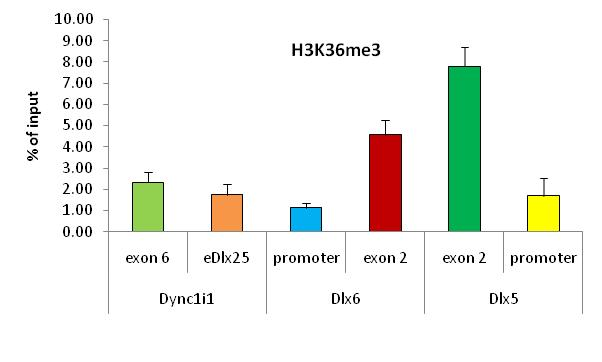 H3K36me3
% of input
10.00
9.00
8.00
7.00
6.00
5.00
4.00
3.00
2.00
1.00
0.00
exon 6 eDlx25 promoter exon 2 exon 2 promoter
Dync1i1 Dlx6 Dlx5